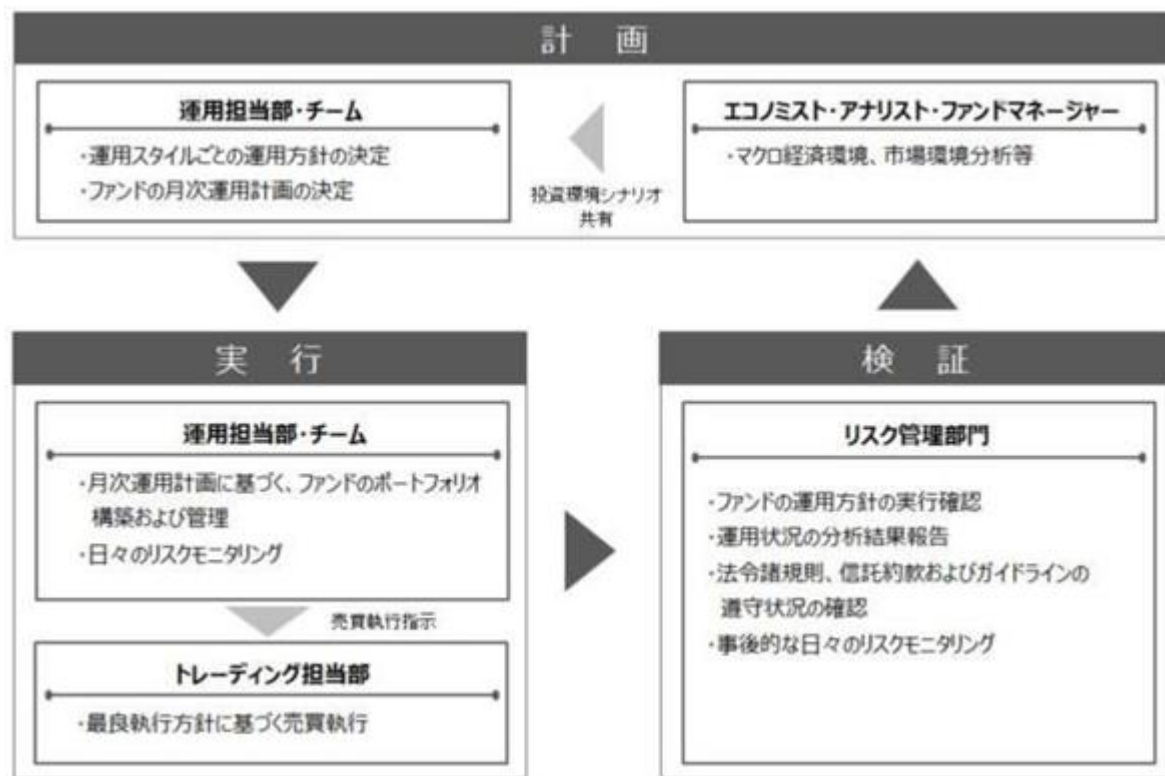 計 画
運用担当部・チーム
・運用スタイルごとの運用方針の決定
・ファンドの月次運用計画の決定
投資環境シナリオ
共有
エコノミスト・アナリスト・ファンドマネージャー
・マクロ経済環境、市場環境分析等
実 行
運用担当部・チーム
・月次運用計画に基づく、ファンドのポートフォリオ
構築および管理
・日々のリスクモニタリング
売買執行指示
トレーディング担当部
・最良執行方針に基づく売買執行
検 証
リスク管理部門
・ファンドの運用方針の実行確認
・運用状況の分析結果報告
・法令諸規則、信託約款およびガイドラインの
遵守状況の確認
・事後的な日々のリスクモニタリング